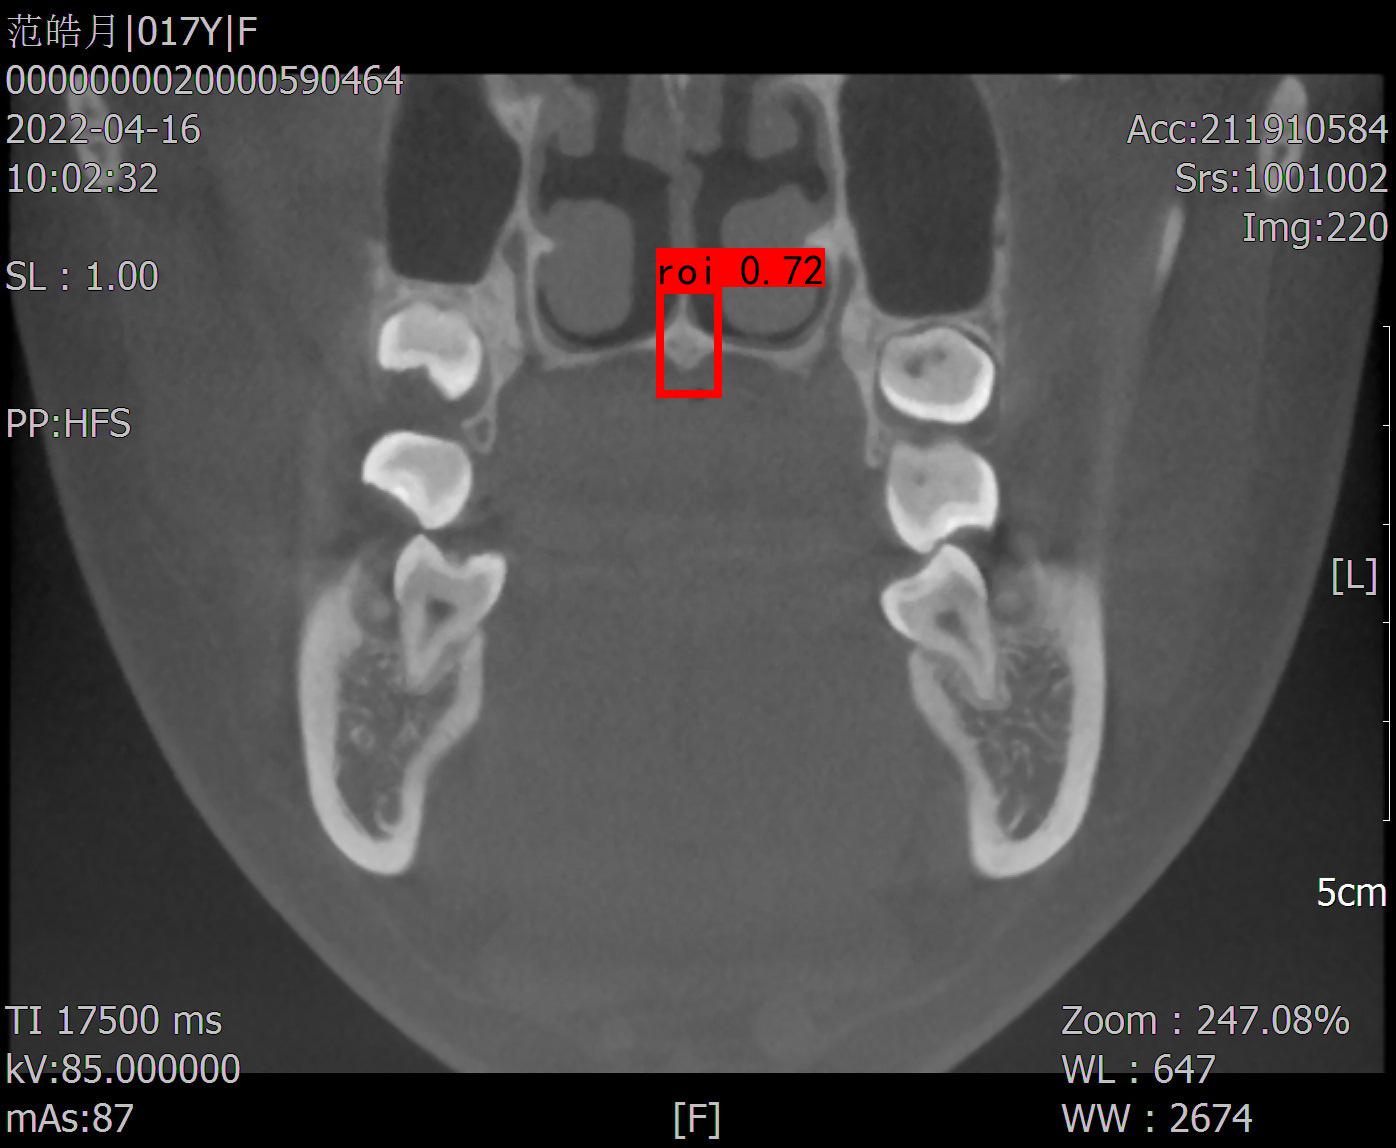 范皓月|017Y|F
0000000020000590464
2022-04-16
10:02:32
Acc:211910584
Srs:1001002
Img:220
SL : 1.00
roi 0.72
PP:HFS
[L]
5cm
TI 17500 ms
kV:85.000000
mAs:87
[F]
Zoom : 247.08%
WL : 647
WW : 2674